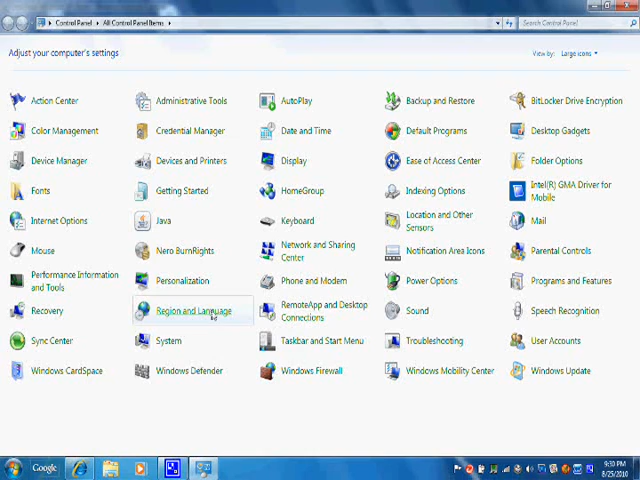 Control Panel ▸ All Control Panel Items ▸
Search Control Panel
Adjust your computer's settings
View by: Large icons
Action Center
Administrative Tools
AutoPlay
Backup and Restore
BitLocker Drive Encryption
Color Management
Credential Manager
Date and Time
Default Programs
Desktop Gadgets
Device Manager
Devices and Printers
Display
Ease of Access Center
Folder Options
Fonts
Getting Started
HomeGroup
Indexing Options
Intel(R) GMA Driver for
Mobile
Internet Options
Java
Keyboard
Location and Other
Sensors
Mail
Mouse
Nero BurnRights
Network and Sharing
Center
Notification Area Icons
Parental Controls
Performance Information
and Tools
Personalization
Phone and Modem
Power Options
Programs and Features
Recovery
Region and Language
RemoteApp and Desktop
Connections
Sound
Speech Recognition
Sync Center
System
Taskbar and Start Menu
Troubleshooting
User Accounts
Windows CardSpace
Windows Defender
Windows Firewall
Windows Mobility Center
Windows Update
Google
9:30 PM
8/25/2010